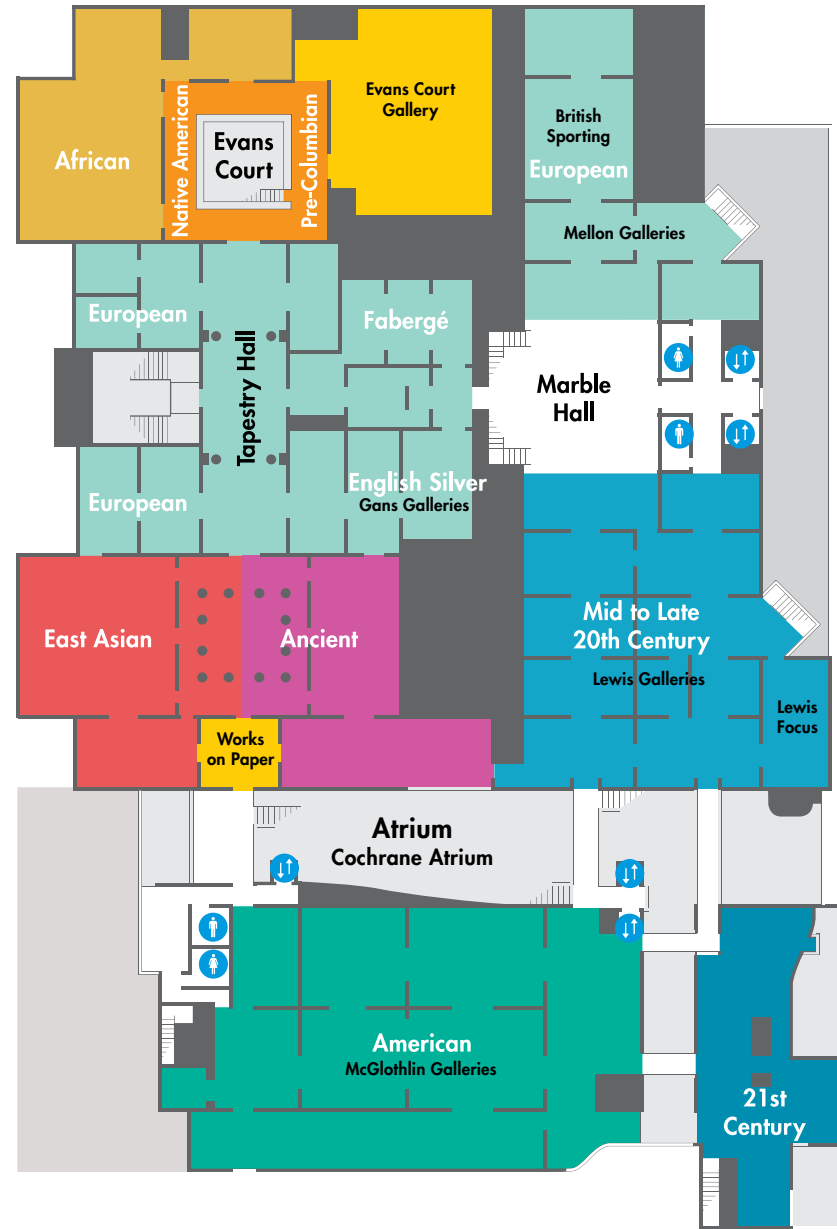 Evans Court
Gallery
African
Native American
Evans
Court
Pre-Columbian
British
Sporting
European
Mellon Galleries
European
Tapestry Hall
Fabergé
Marble
Hall
European
English Silver
Gans Galleries
East Asian
Ancient
Mid to Late
20th Century
Lewis Galleries
Lewis
Focus
Works
on Paper
Atrium
Cochrane Atrium
American
McGlothlin Galleries
21st
Century